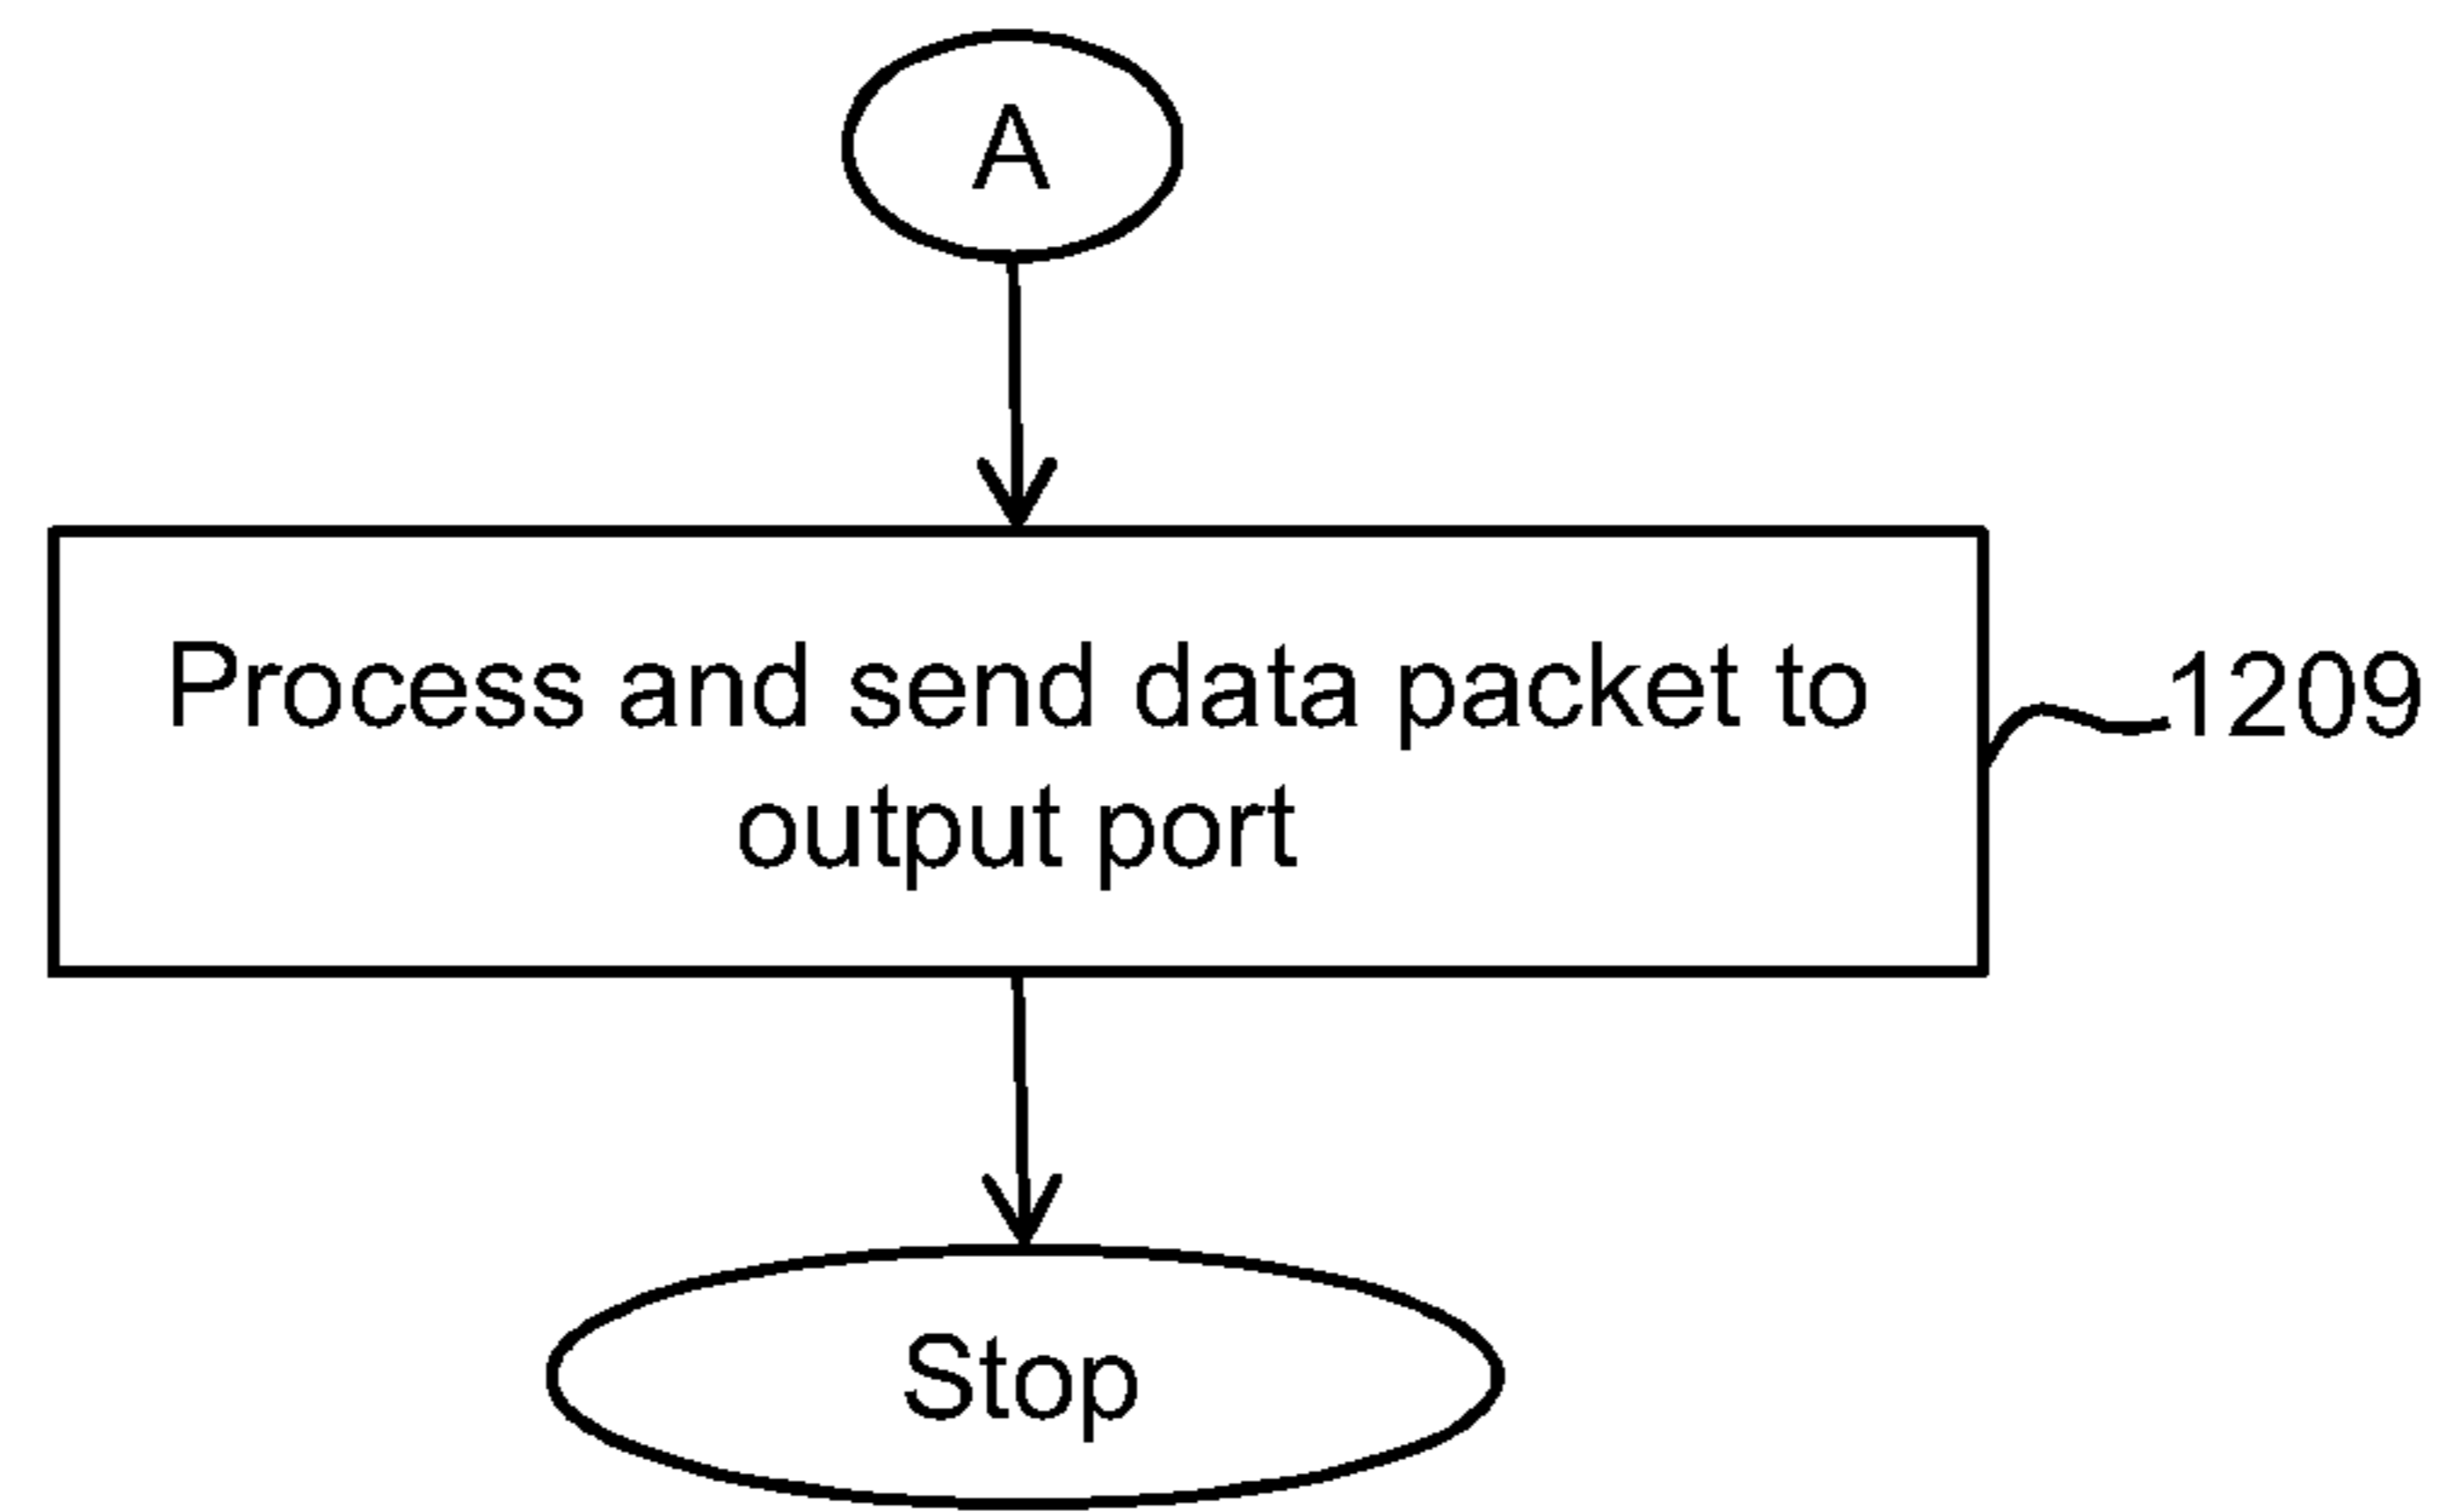 A
Process and send data packet to
output port
1209
Stop